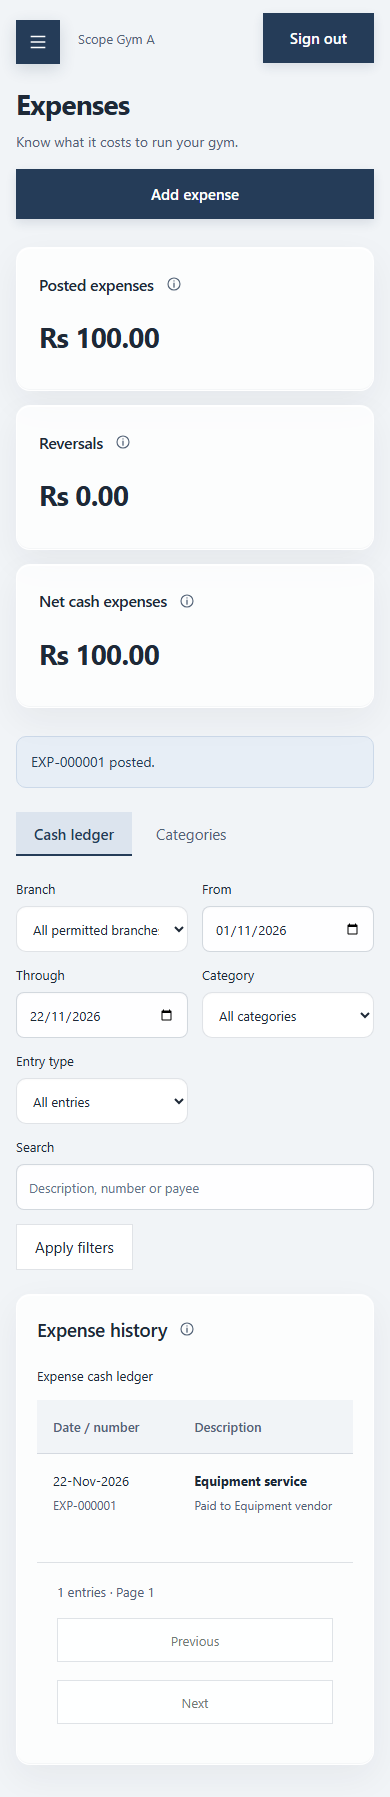 Scope Gym A
Sign out
Expenses
Know what it costs to run your gym.
Add expense
Posted expenses
Rs 100.00
Reversals
Rs 0.00
Net cash expenses
Rs 100.00
EXP-000001 posted.
Cash ledger Categories
Branch From
All permitted branche 01/11/2026
Through Category
22/11/2026 All categories
Entry type
All entries
Search
Description, number or payee
Apply filters
Expense history
Expense cash ledger
Date / number Description
22-Nov-2026 Equipment service
EXP-000001 Paid to Equipment vendor
1 entries · Page 1
Previous
Next